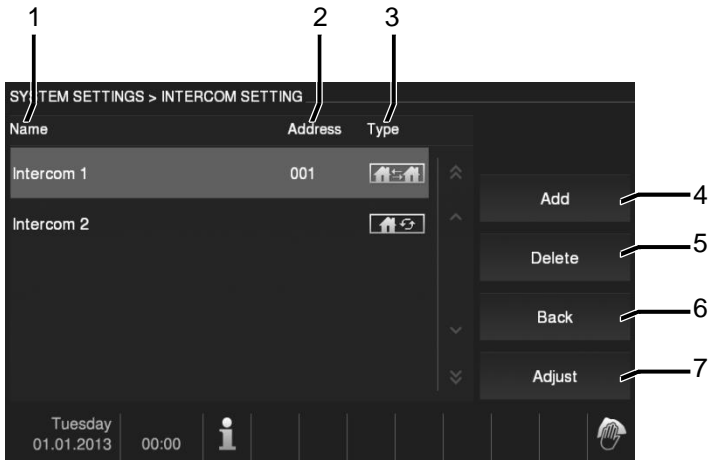 1 2 3
SYSTEM SETTINGS > INTERCOM SETTING
Name Address Type
Intercom 1 001
Add 4
Intercom 2
Delete 5
Back 6
Adjust 7
Tuesday
01.01.2013 00:00